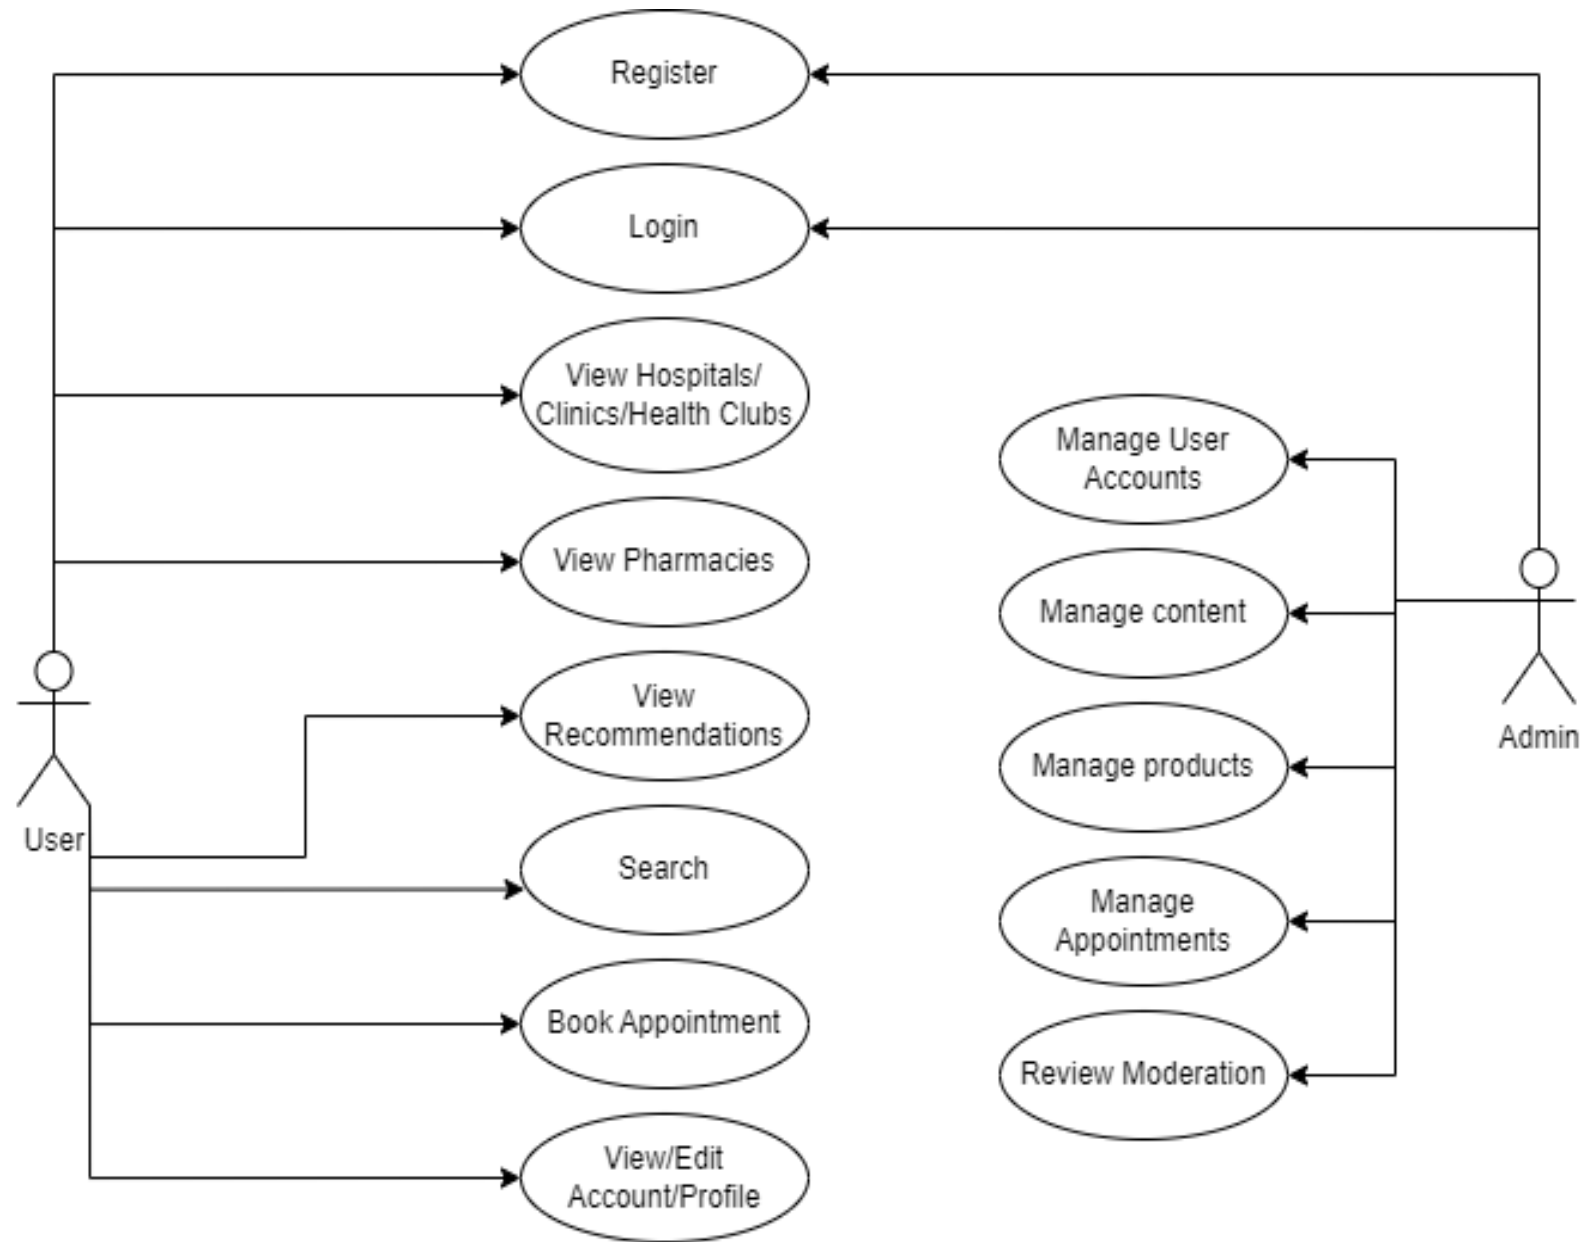 Register
Login
View Hospitals/
Clinics/Health Clubs
View Pharmacies
View
Recommendations
Search
Book Appointment
View/Edit
Account/Profile
User
Manage User
Accounts
Manage content
Manage products
Manage
Appointments
Review Moderation
Admin